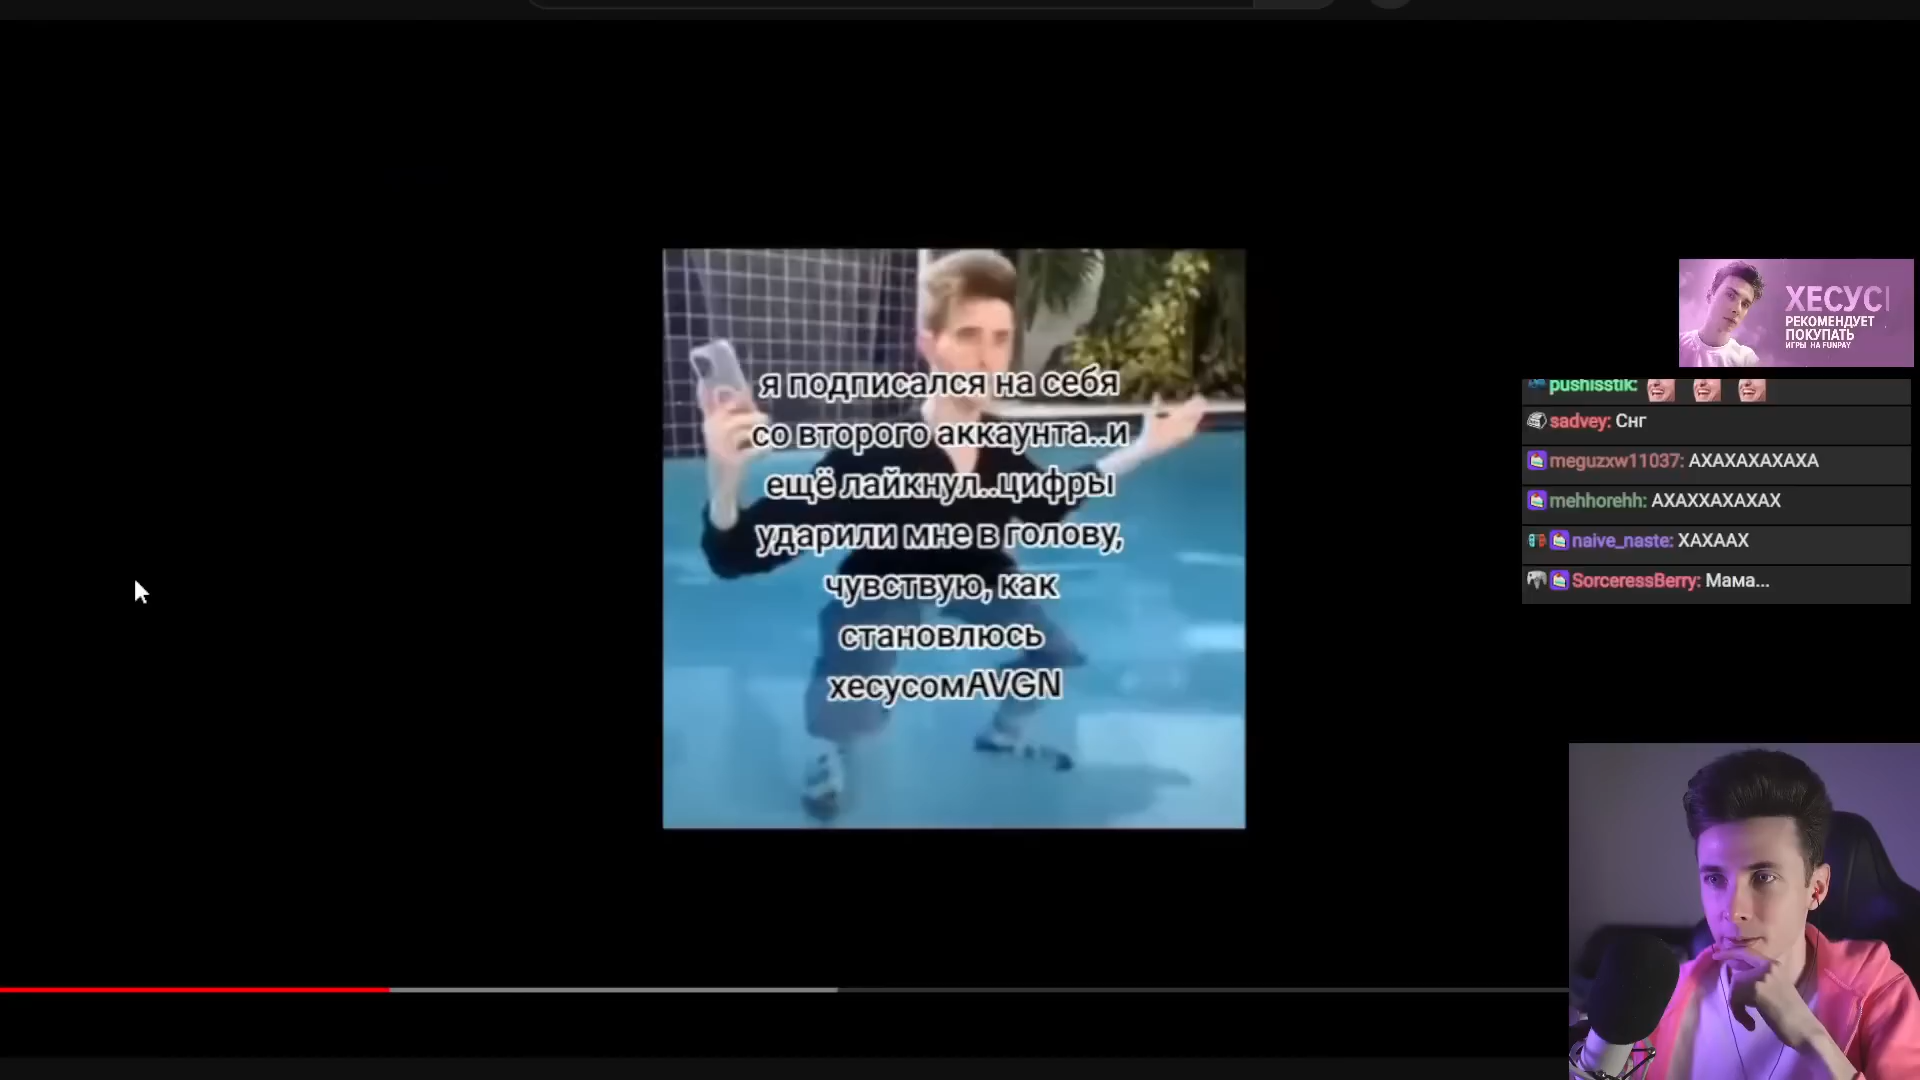 я подписался на себя
со второго аккаунта..и
ещё лайкнул..цифры
ударили мне в голову,
чувствую, как
становлюсь
хесусомAVGN
ХЕСУС
РЕКОМЕНДУЕТ
ПОКУПАТЬ
ИГРЫ НА FUNPAY
pushisstik:
sadvey: Снг
meguzxw11037: АХАХАХАХАХА
mehhorehh: АХАХХАХАХАХ
naive_naste: ХАХААХ
SorceressBerry: Мама...